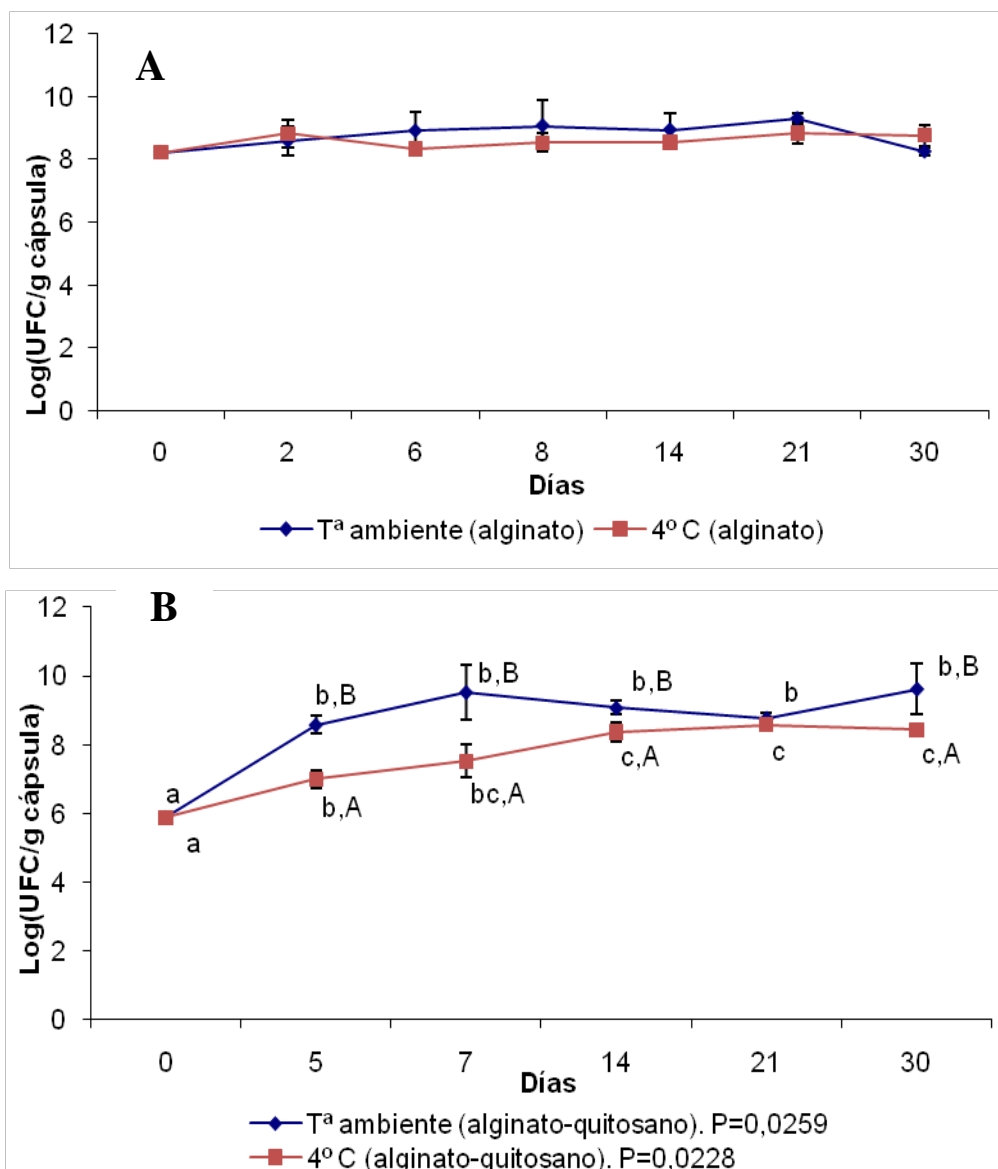 A
Log(UFC/g cápsula)
12
10
8
6
4
2
0
0 2 6 8 14 21 30
Días
Tª ambiente (alginato) 4º C (alginato)
B
Log(UFC/g cápsula)
12
10
8
6
4
2
0
a
a
b,B
b,A
b,B
bc,A
b,B
c,A
b
c
b,B
c,A
0 5 7 14 21 30
Días
Tª ambiente (alginato-quitosano). P=0,0259
4º C (alginato-quitosano). P=0,0228